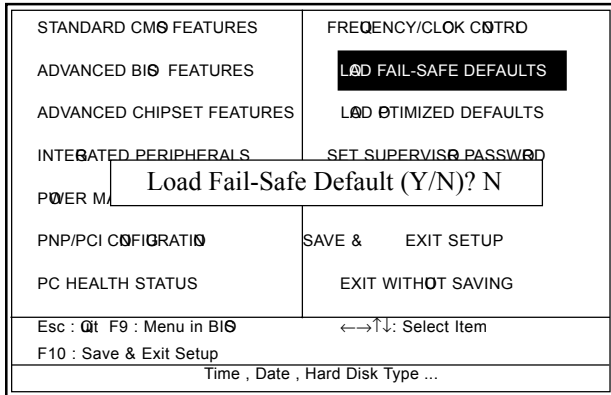 STANDARD CMOS FEATURES
FREQUENCY/CLOCK CONTROL
ADVANCED BIOS FEATURES
LOAD FAIL-SAFE DEFAULTS
ADVANCED CHIPSET FEATURES
LOAD OPTIMIZED DEFAULTS
INTEGRATED PERIPHERALS
SET SUPERVISOR PASSWORD
Load Fail-Safe Default (Y/N)? N
POWER MA
PNP/PCI CONFIGURATION
SAVE & EXIT SETUP
PC HEALTH STATUS
EXIT WITHOUT SAVING
Esc : Quit F9 : Menu in BIOS
←→↑↓: Select Item
F10 : Save & Exit Setup
Time , Date , Hard Disk Type ...